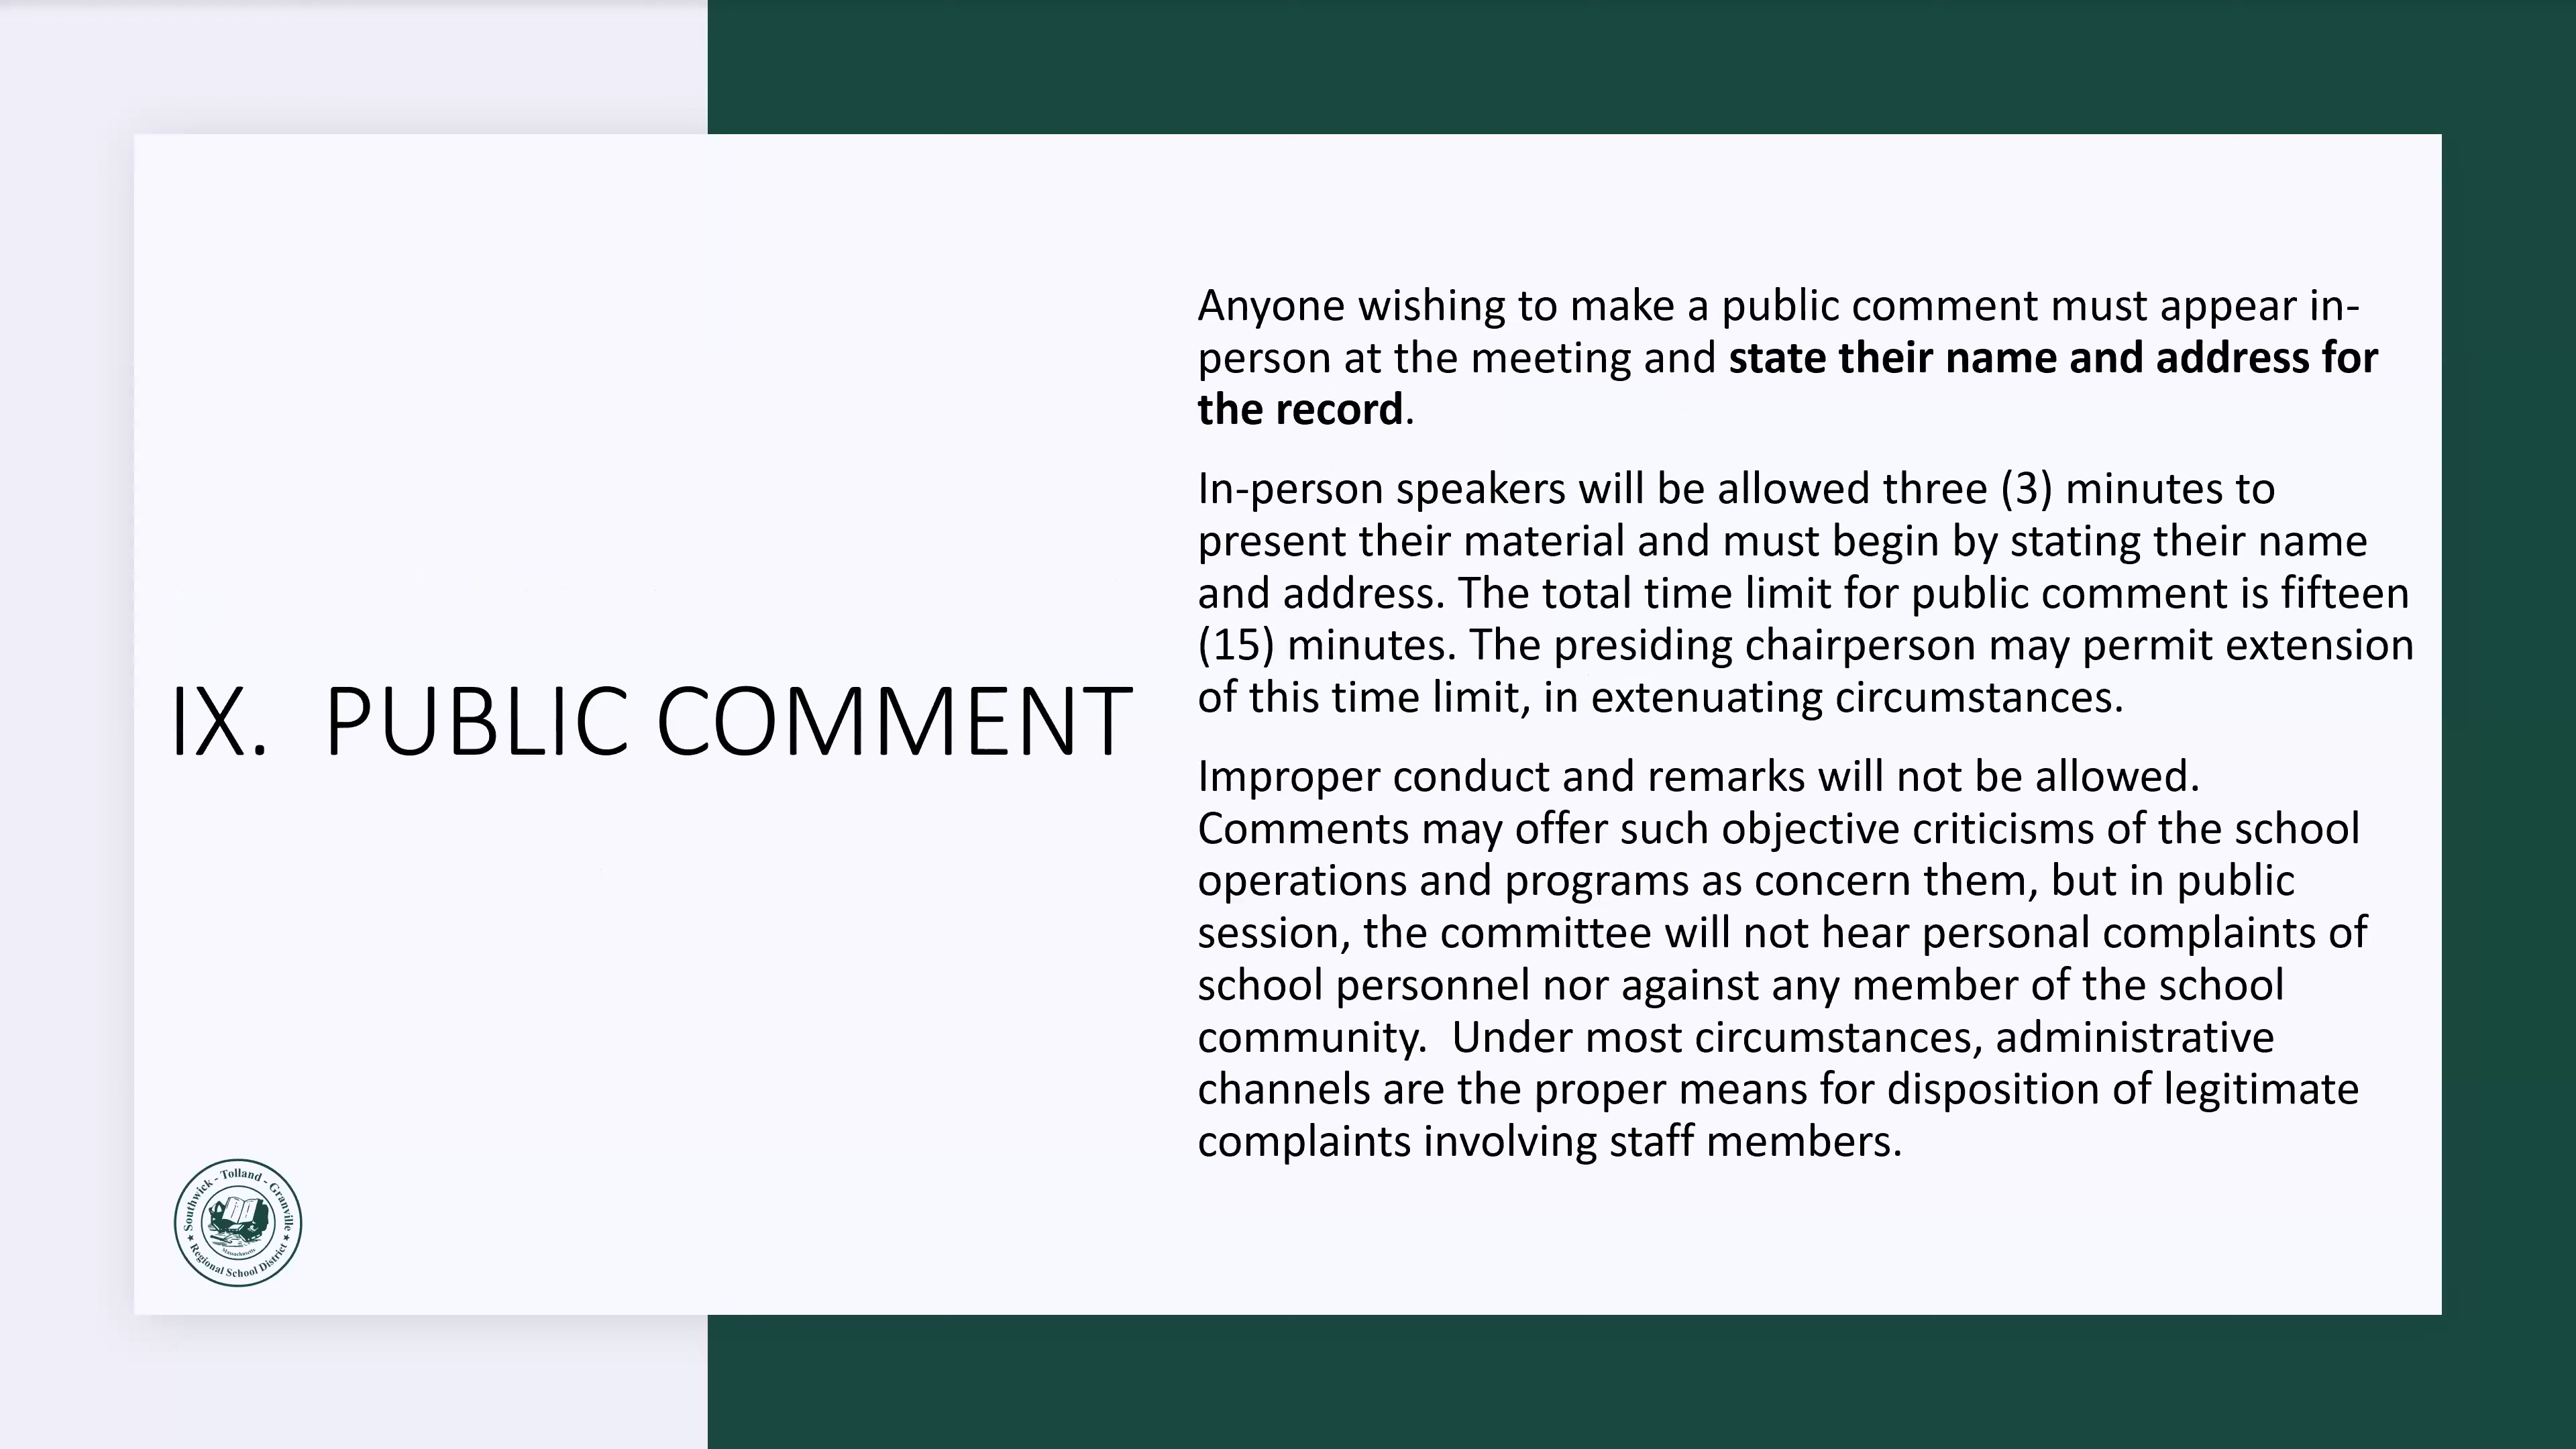 IX.  PUBLIC COMMENT
Anyone wishing to make a public comment must appear in-
person at the meeting and state their name and address for
the record.
In-person speakers will be allowed three (3) minutes to
present their material and must begin by stating their name
and address. The total time limit for public comment is fifteen
(15) minutes. The presiding chairperson may permit extension
of this time limit, in extenuating circumstances.
Improper conduct and remarks will not be allowed.
Comments may offer such objective criticisms of the school
operations and programs as concern them, but in public
session, the committee will not hear personal complaints of
school personnel nor against any member of the school
community.  Under most circumstances, administrative
channels are the proper means for disposition of legitimate
complaints involving staff members.
Southwick - Tolland - Granville
Massachusetts
★ Regional School District ★